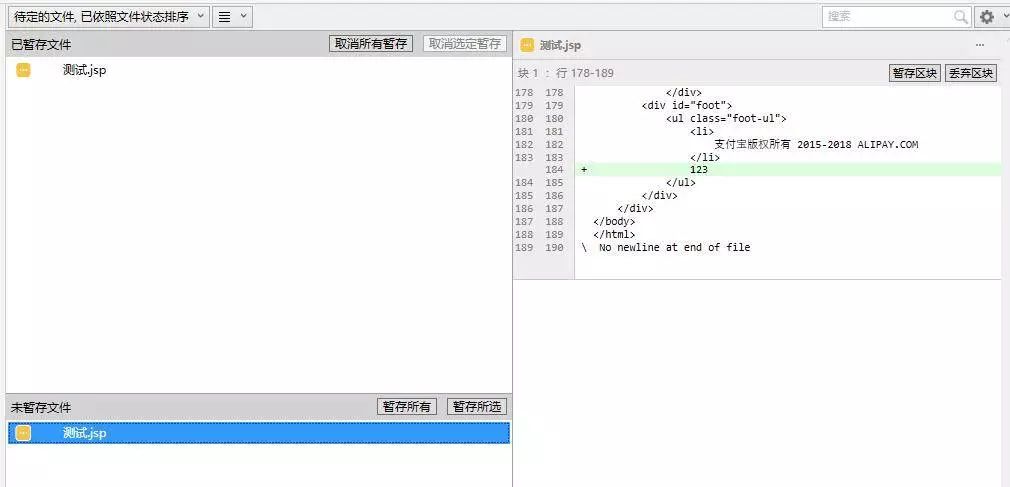 待定的文件, 已依照文件状态排序
搜索
已暂存文件 取消所有暂存 取消选定暂存
测试.jsp
未暂存文件 暂存所有 暂存所选
测试.jsp
测试.jsp ...
块 1 : 行 178-189 暂存区块 丢弃区块
178 178 </div>
179 179 <div id="foot">
180 180 <ul class="foot-ul">
181 181 <li>
182 182 支付宝版权所有 2015-2018 ALIPAY.COM
183 183 </li>
184 + 123
184 185 </ul>
185 186 </div>
186 187 </div>
187 188 </body>
188 189 </html>
189 190 \ No newline at end of file